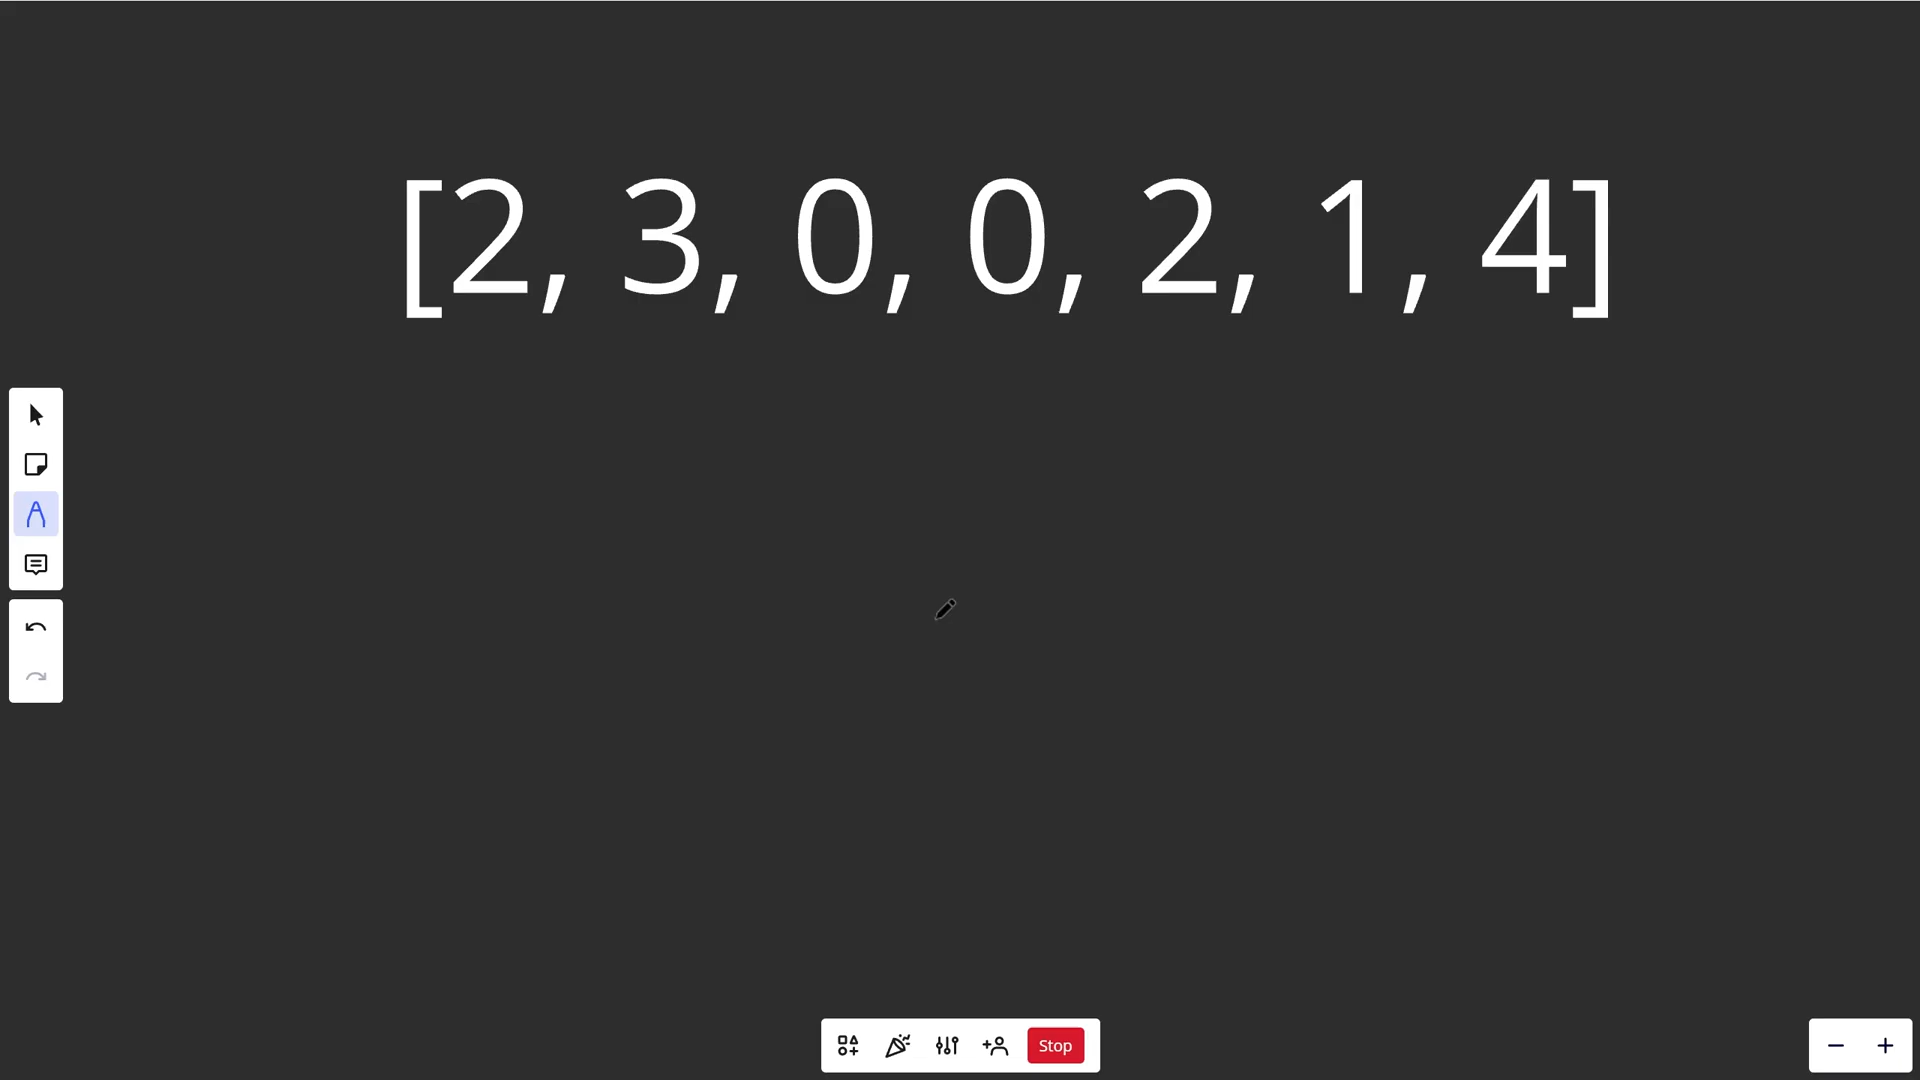 [2, 3, 0, 0, 2, 1, 4]
Stop